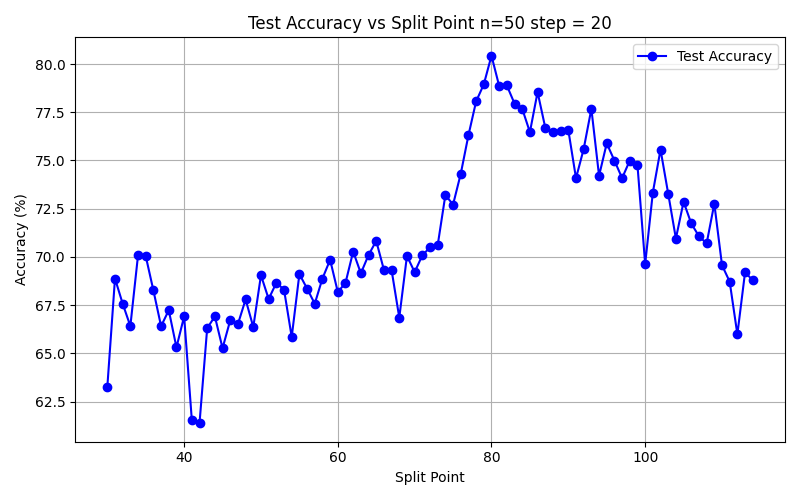 Test Accuracy vs Split Point n=50 step = 20
Test Accuracy
80.0
77.5
75.0
72.5
70.0
67.5
65.0
62.5
Accuracy (%)
40 60 80 100
Split Point